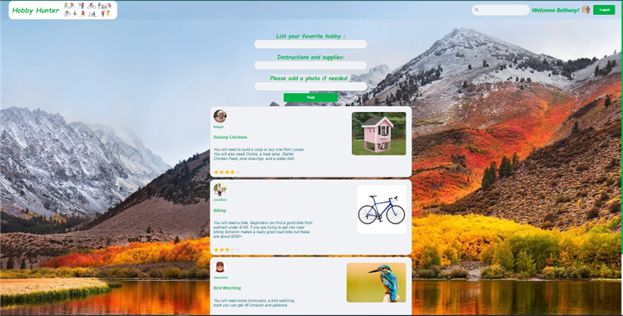 Hobby Hunter
Welcome Bethany!
Logout
List your favorite hobby :
Instructions and supplies:
Please add a photo if needed
Post
Raising Chickens
You will need to build a coop or buy one from Lowes.
You will also need Chicks, a heat lamp, Starter
Chicken Feed, pine shavings, and a water dish.
Jonathan
Biking
You will need a bike. Beginners can find a good bike from
walmart under $100. If you are trying to get into road
biking Schwinn makes a really good road bike but these
are about $500+
Samantha
Bird Watching
You will need some binoculars, a bird watching
book you can get off Amazon and patience.